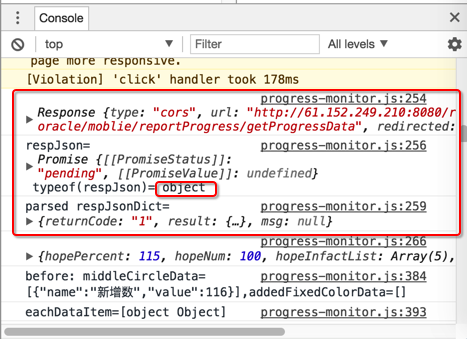 Console
top
Filter
All levels
page more responsive.
[Violation] 'click' handler took 178ms
progress-monitor.js:254
Response {type: "cors", url: "http://61.152.249.210:8080/r
oracle/moblie/reportProgress/getProgressData", redirected:
respJson=
progress-monitor.js:256
Promise {[[PromiseStatus]]:
"pending", [[PromiseValue]]: undefined}
typeof(respJson)= object
parsed respJsonDict=
progress-monitor.js:259
{returnCode: "1", result: {…}, msg: null}
progress-monitor.js:266
{hopePercent: 115, hopeNum: 100, hopeInfactList: Array(5),
before: middleCircleData=
progress-monitor.js:384
[{"name":"新增数","value":116}],addedFixedColorData=[]
eachDataItem=[object Object]
progress-monitor.js:393